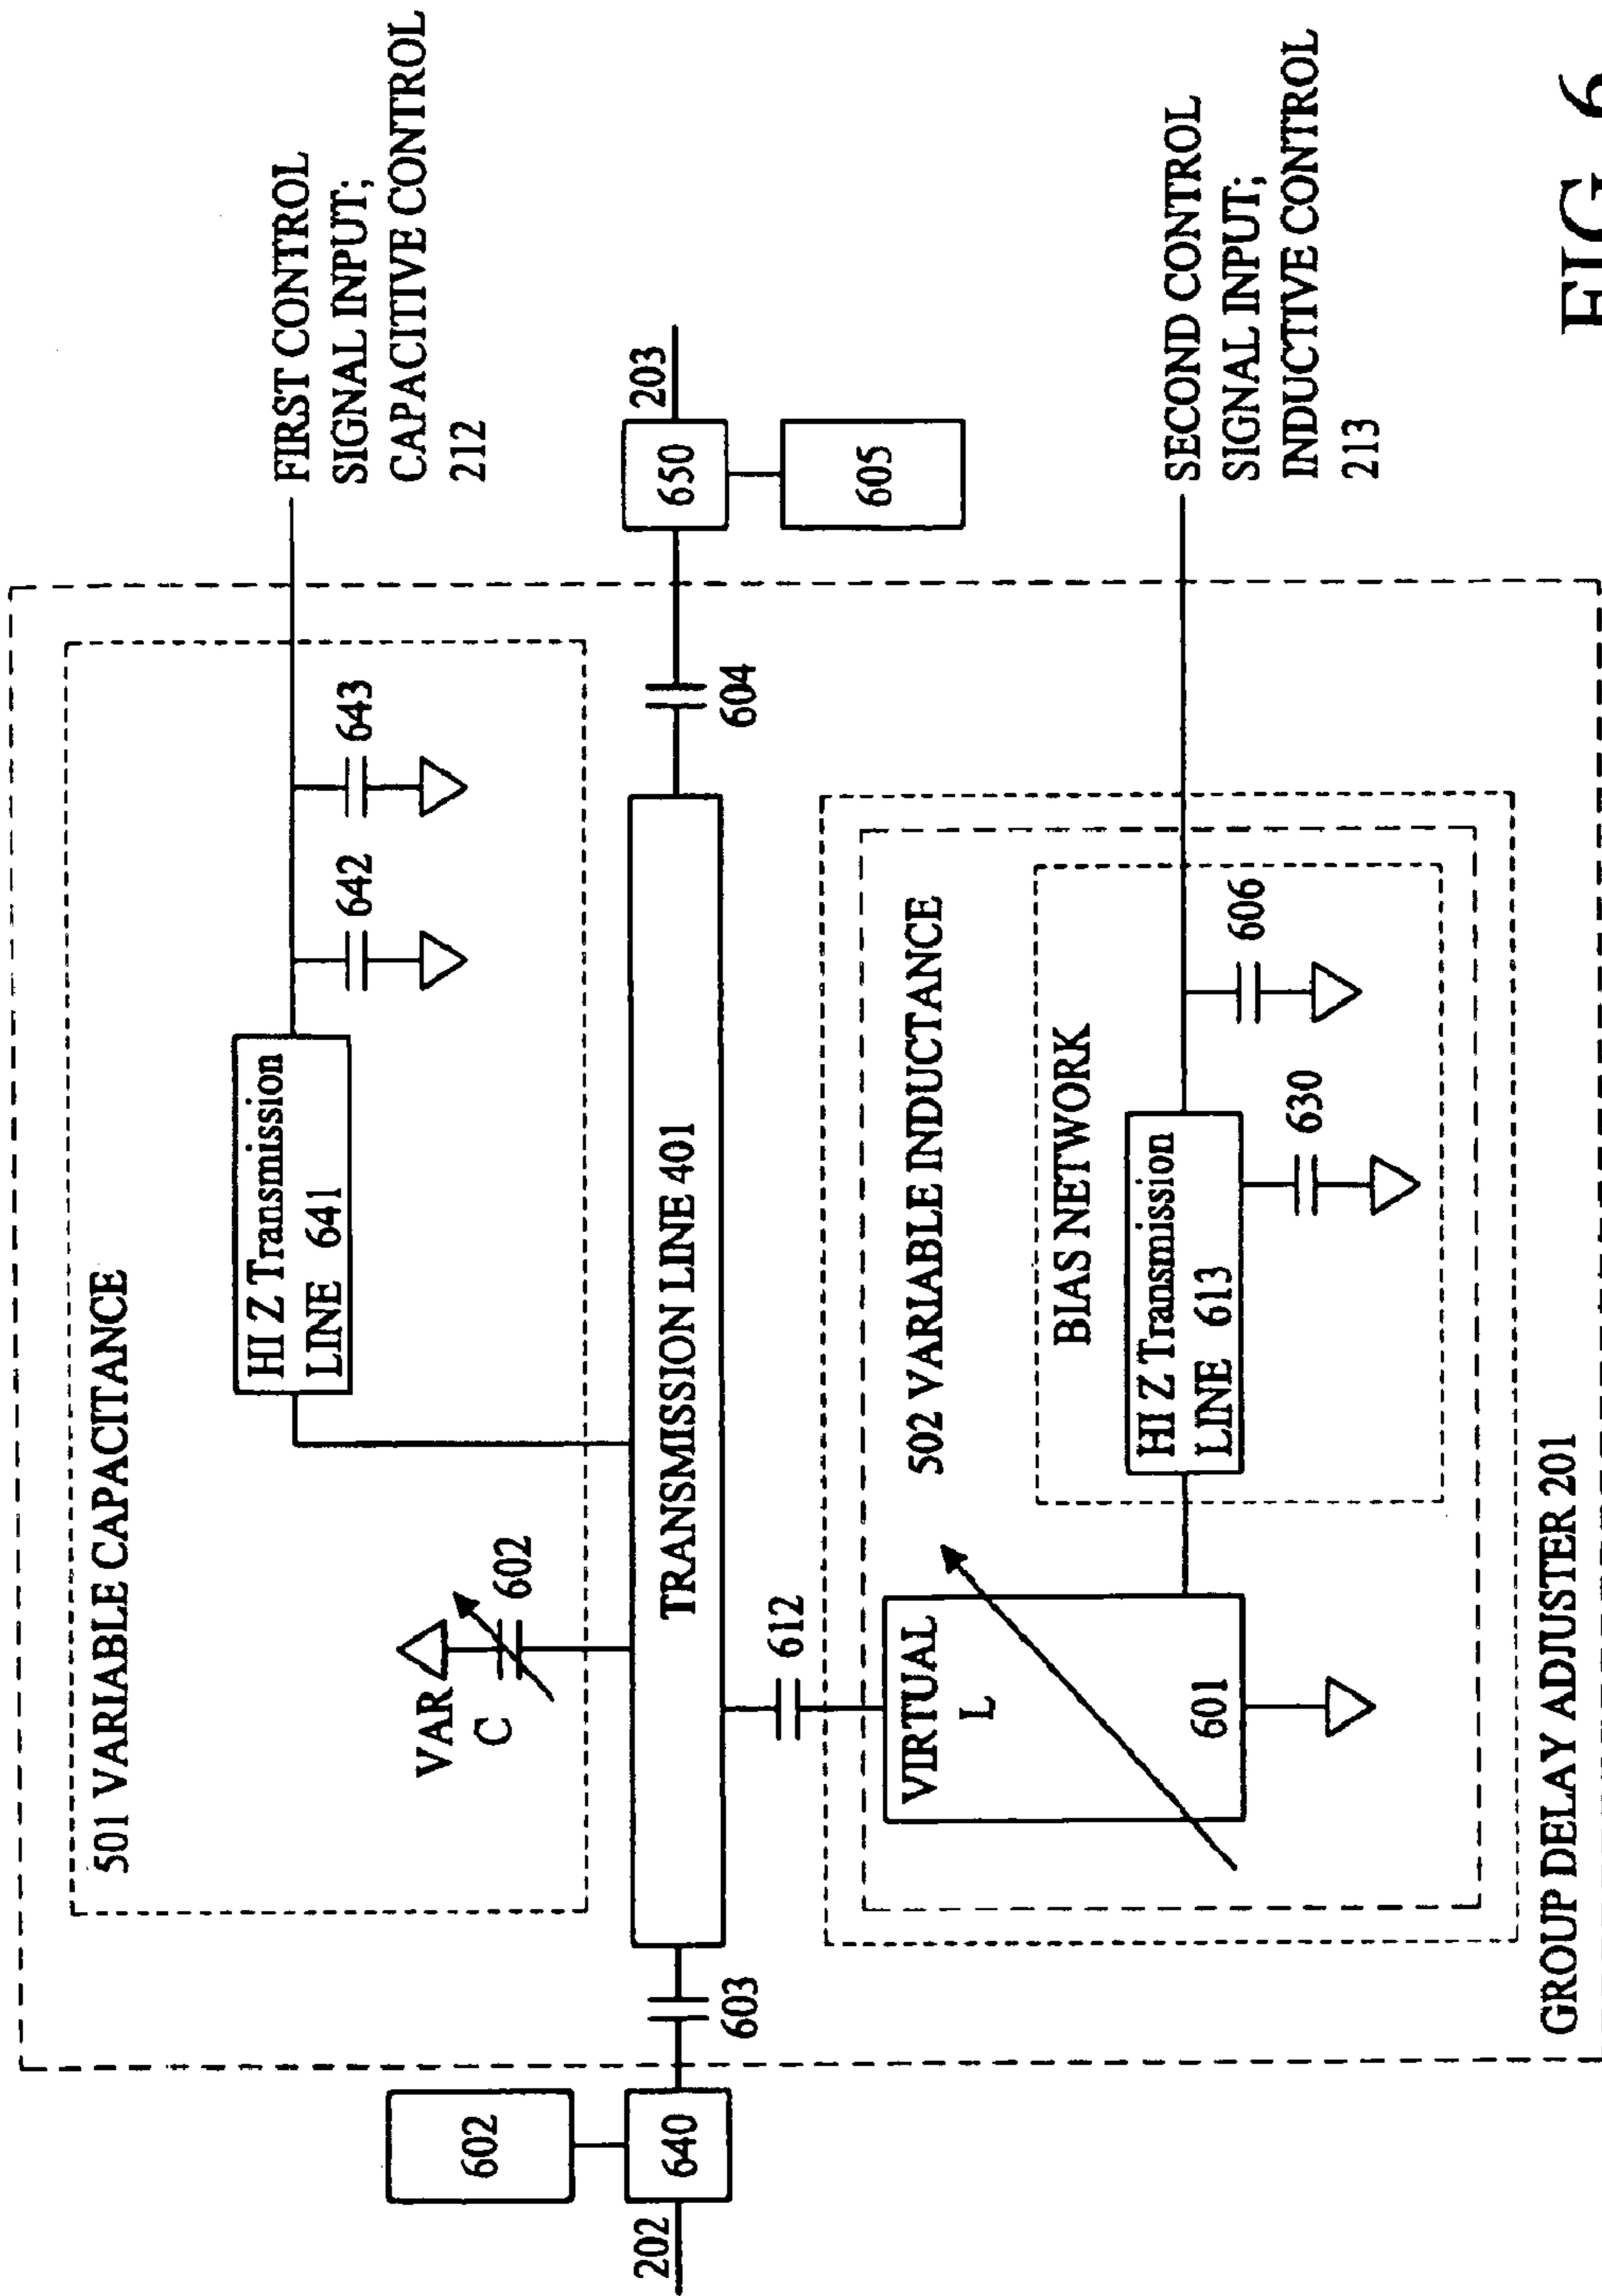 501 VARIABLE CAPACITANCE
HI Z Transmission
LINE 641
642
643
FIRST CONTROL
SIGNAL INPUT;
CAPACITIVE CONTROL
212
VAR
C
602
602
640
202
603
TRANSMISSION LINE 401
604
650
203
605
612
502 VARIABLE INDUCTANCE
VIRTUAL
L
601
BIAS NETWORK
HI Z Transmission
LINE 613
630
606
SECOND CONTROL
SIGNAL INPUT;
INDUCTIVE CONTROL
213
GROUP DELAY ADJUSTER 201
FIG. 6